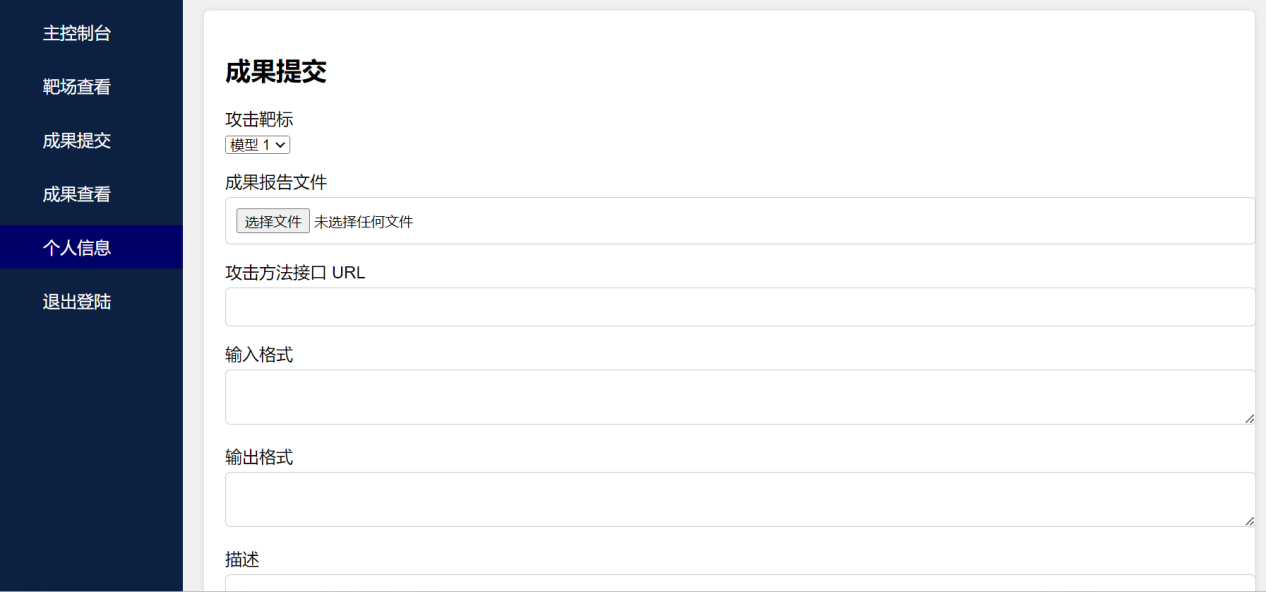 主控制台
靶场查看
成果提交
成果查看
个人信息
退出登陆
成果提交
攻击靶标
模型 1
成果报告文件
选择文件 未选择任何文件
攻击方法接口 URL
输入格式
输出格式
描述